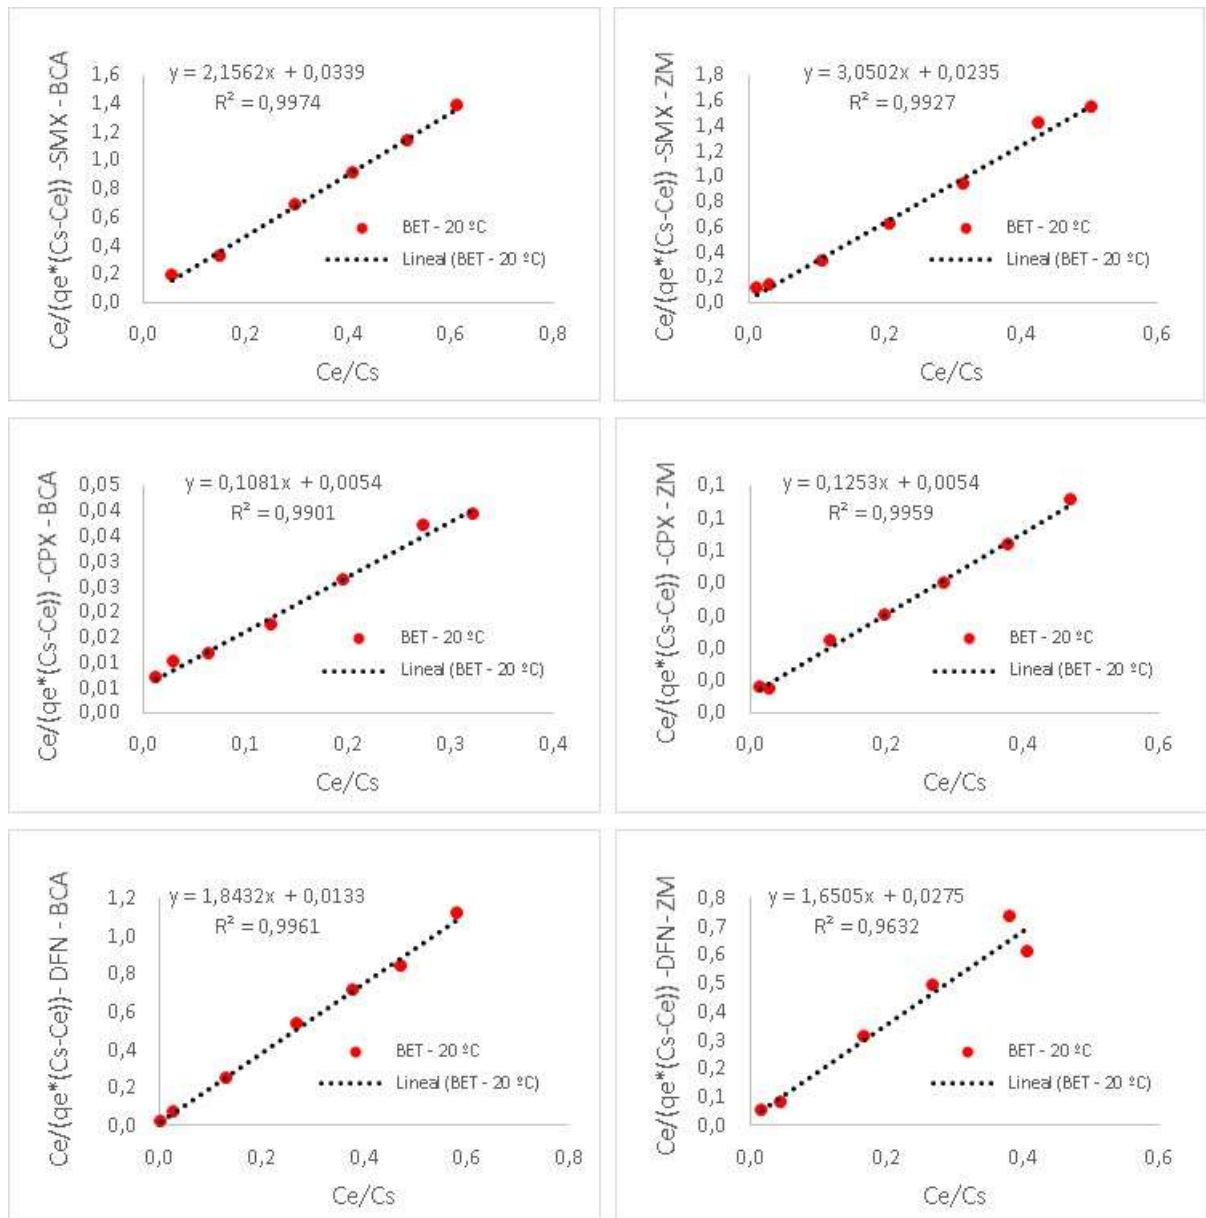 Ce/(qe*(Cs-Ce)) -SMX - BCA
y = 2,1562x + 0,0339
R² = 0,9974
1,6
1,4
1,2
1,0
0,8
0,6
0,4
0,2
0,0
BET - 20 ºC
Lineal (BET - 20 ºC)
0,0 0,2 0,4 0,6 0,8
Ce/Cs
Ce/(qe*(Cs-Ce)) -SMX - ZM
y = 3,0502x + 0,0235
R² = 0,9927
1,8
1,6
1,4
1,2
1,0
0,8
0,6
0,4
0,2
0,0
BET - 20 ºC
Lineal (BET - 20 ºC)
0,0 0,2 0,4 0,6
Ce/Cs
Ce/(qe*(Cs-Ce)) -CPX - BCA
y = 0,1081x + 0,0054
R² = 0,9901
0,05
0,04
0,04
0,03
0,03
0,02
0,02
0,01
0,01
0,00
BET - 20 ºC
Lineal (BET - 20 ºC)
0,0 0,1 0,2 0,3 0,4
Ce/Cs
Ce/(qe*(Cs-Ce)) -CPX - ZM
y = 0,1253x + 0,0054
R² = 0,9959
0,1
0,1
0,1
0,0
0,0
0,0
0,0
0,0
BET - 20 ºC
Lineal (BET - 20 ºC)
0,0 0,2 0,4 0,6
Ce/Cs
Ce/(qe*(Cs-Ce))- DFN - BCA
y = 1,8432x + 0,0133
R² = 0,9961
1,2
1,0
0,8
0,6
0,4
0,2
0,0
BET - 20 ºC
Lineal (BET - 20 ºC)
0,0 0,2 0,4 0,6 0,8
Ce/Cs
Ce/(qe*(Cs-Ce)) -DFN - ZM
y = 1,6505x + 0,0275
R² = 0,9632
0,8
0,7
0,6
0,5
0,4
0,3
0,2
0,1
0,0
BET - 20 ºC
Lineal (BET - 20 ºC)
0,0 0,2 0,4 0,6
Ce/Cs